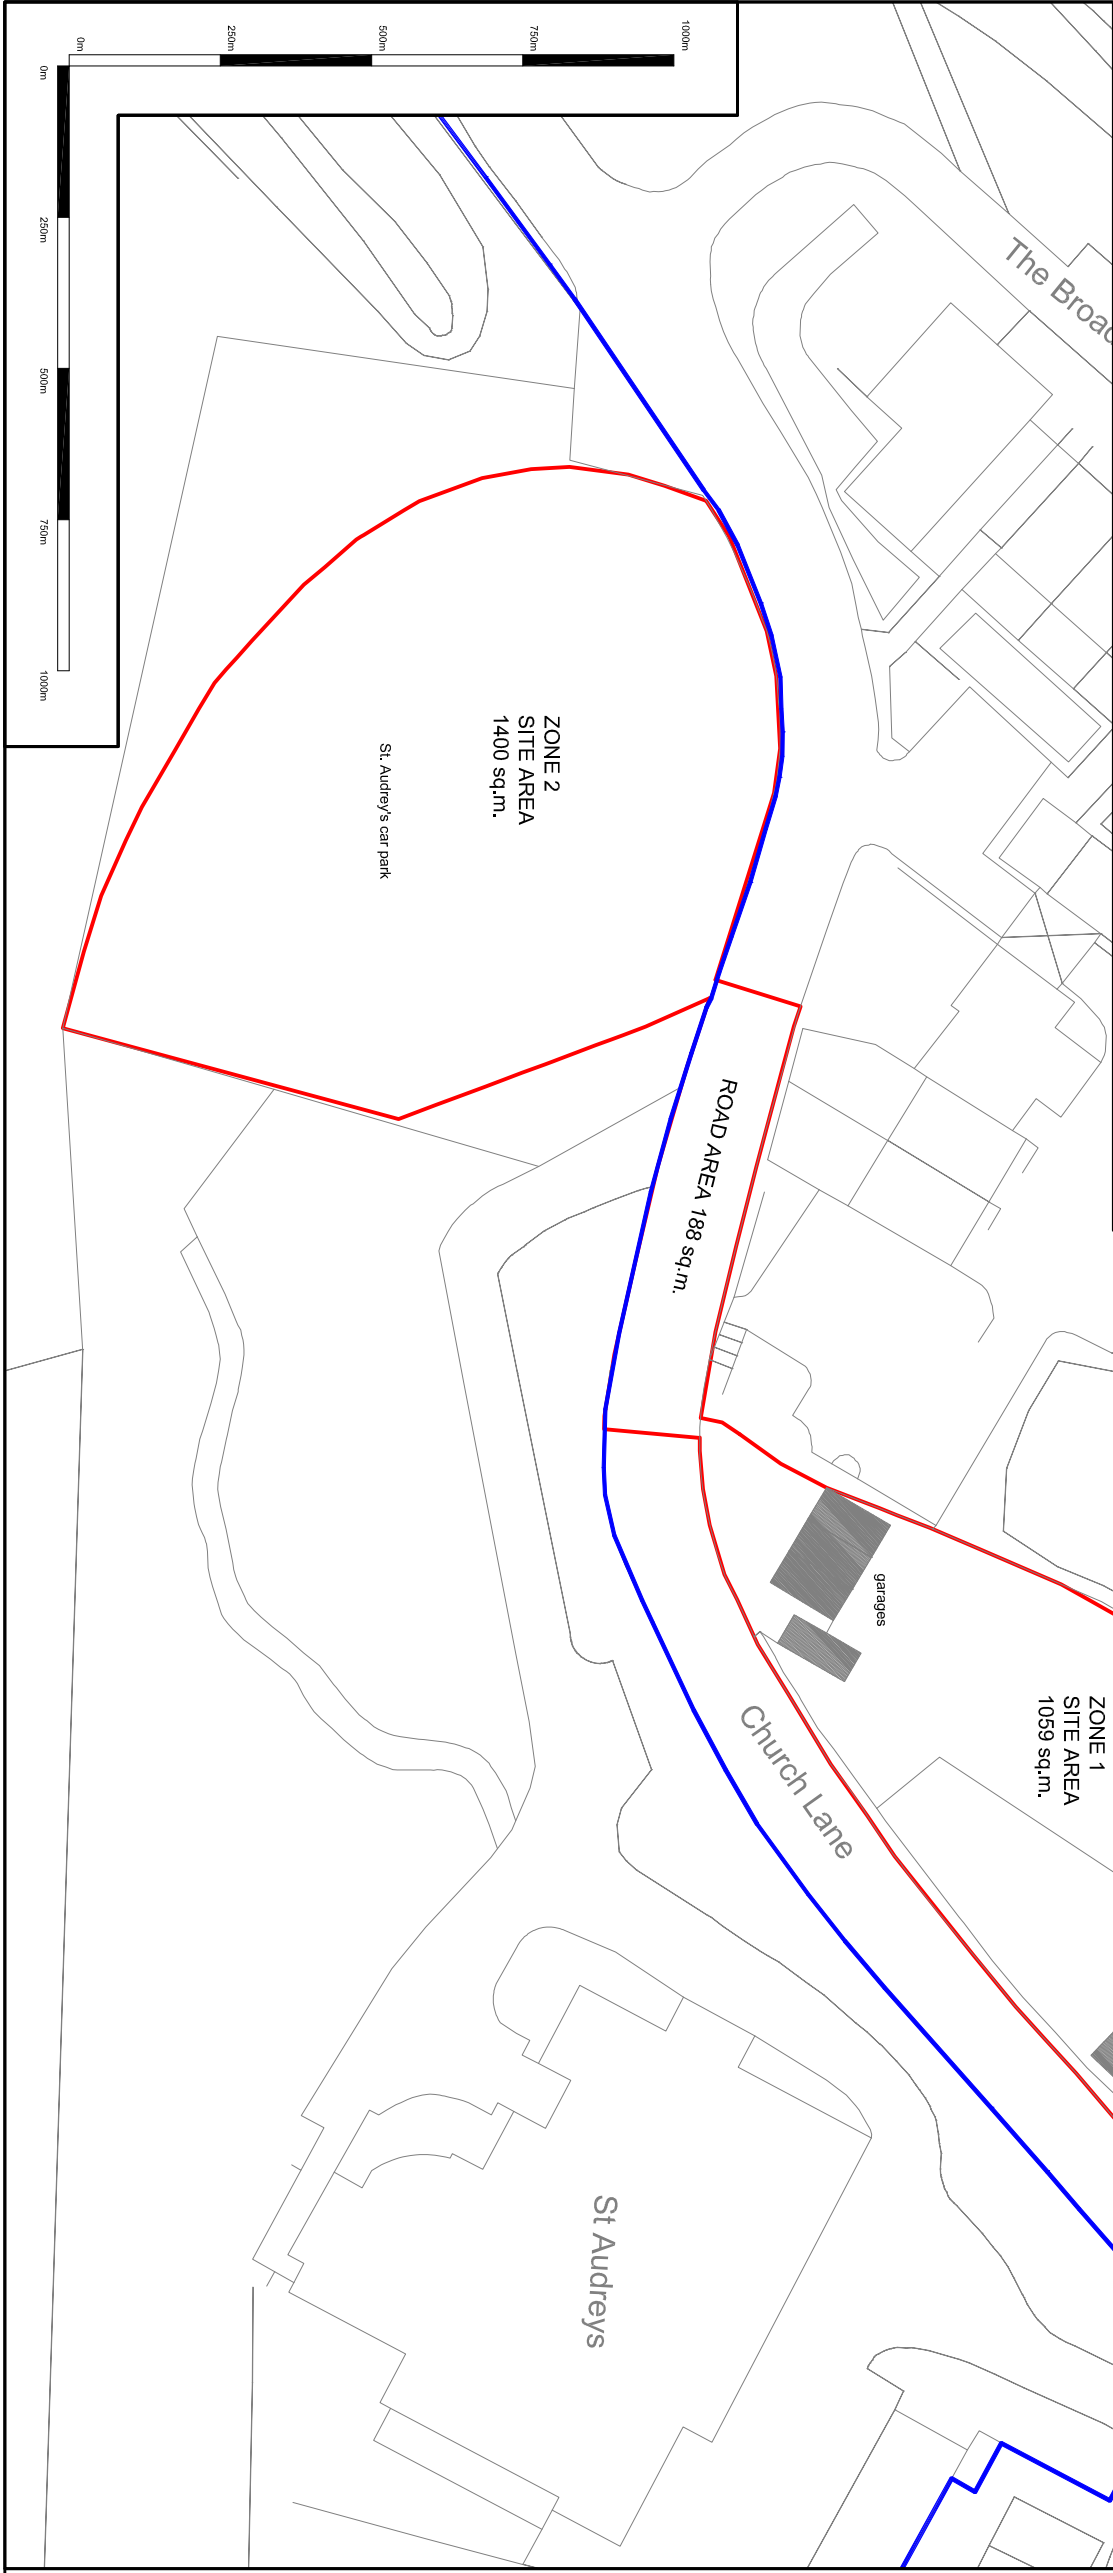 0m
250m
500m
750m
1000m
0m
250m
500m
750m
1000m
The Broad
ZONE 2
SITE AREA
1400 sq.m.
St. Audrey's car park
ROAD AREA 188 sq.m.
garages
ZONE 1
SITE AREA
1059 sq.m.
Church Lane
St Audreys